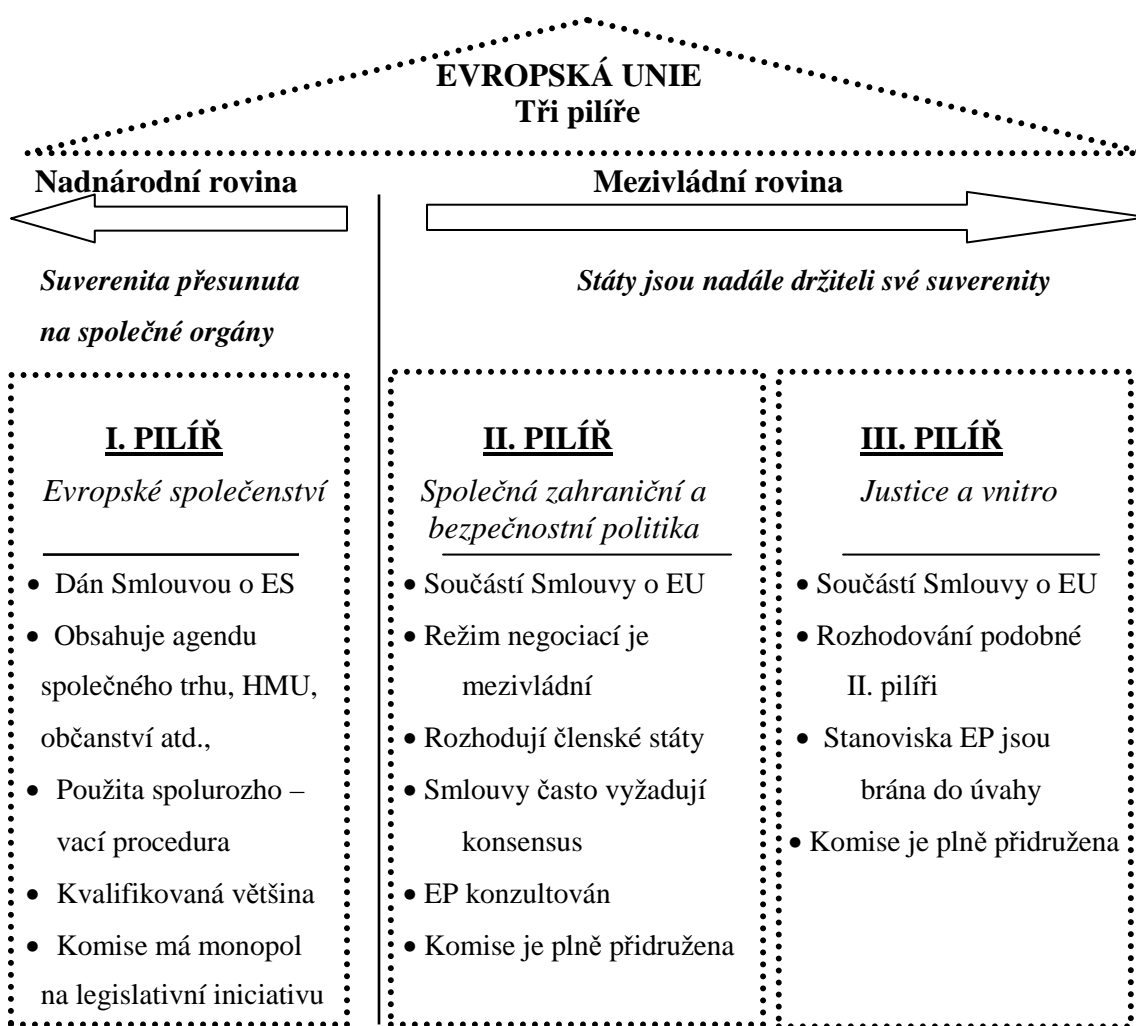 EVROPSKÁ UNIE
Tři pilíře
Nadnárodní rovina
Mezivládní rovina
Suverenita přesunuta
na společné orgány
Státy jsou nadále držiteli své suverenity
I. PILÍŘ
Evropské společenství
• Dán Smlouvou o ES
• Obsahuje agendu
společného trhu, HMU,
občanství atd.,
• Použita spolurozho –
vací procedura
• Kvalifikovaná většina
• Komise má monopol
na legislativní iniciativu
II. PILÍŘ
Společná zahraniční a
bezpečnostní politika
• Součástí Smlouvy o EU
• Režim negociací je
mezivládní
• Rozhodují členské státy
• Smlouvy často vyžadují
konsensus
• EP konzultován
• Komise je plně přidružena
III. PILÍŘ
Justice a vnitro
• Součástí Smlouvy o EU
• Rozhodování podobné
II. pilíři
• Stanoviska EP jsou
brána do úvahy
• Komise je plně přidružena